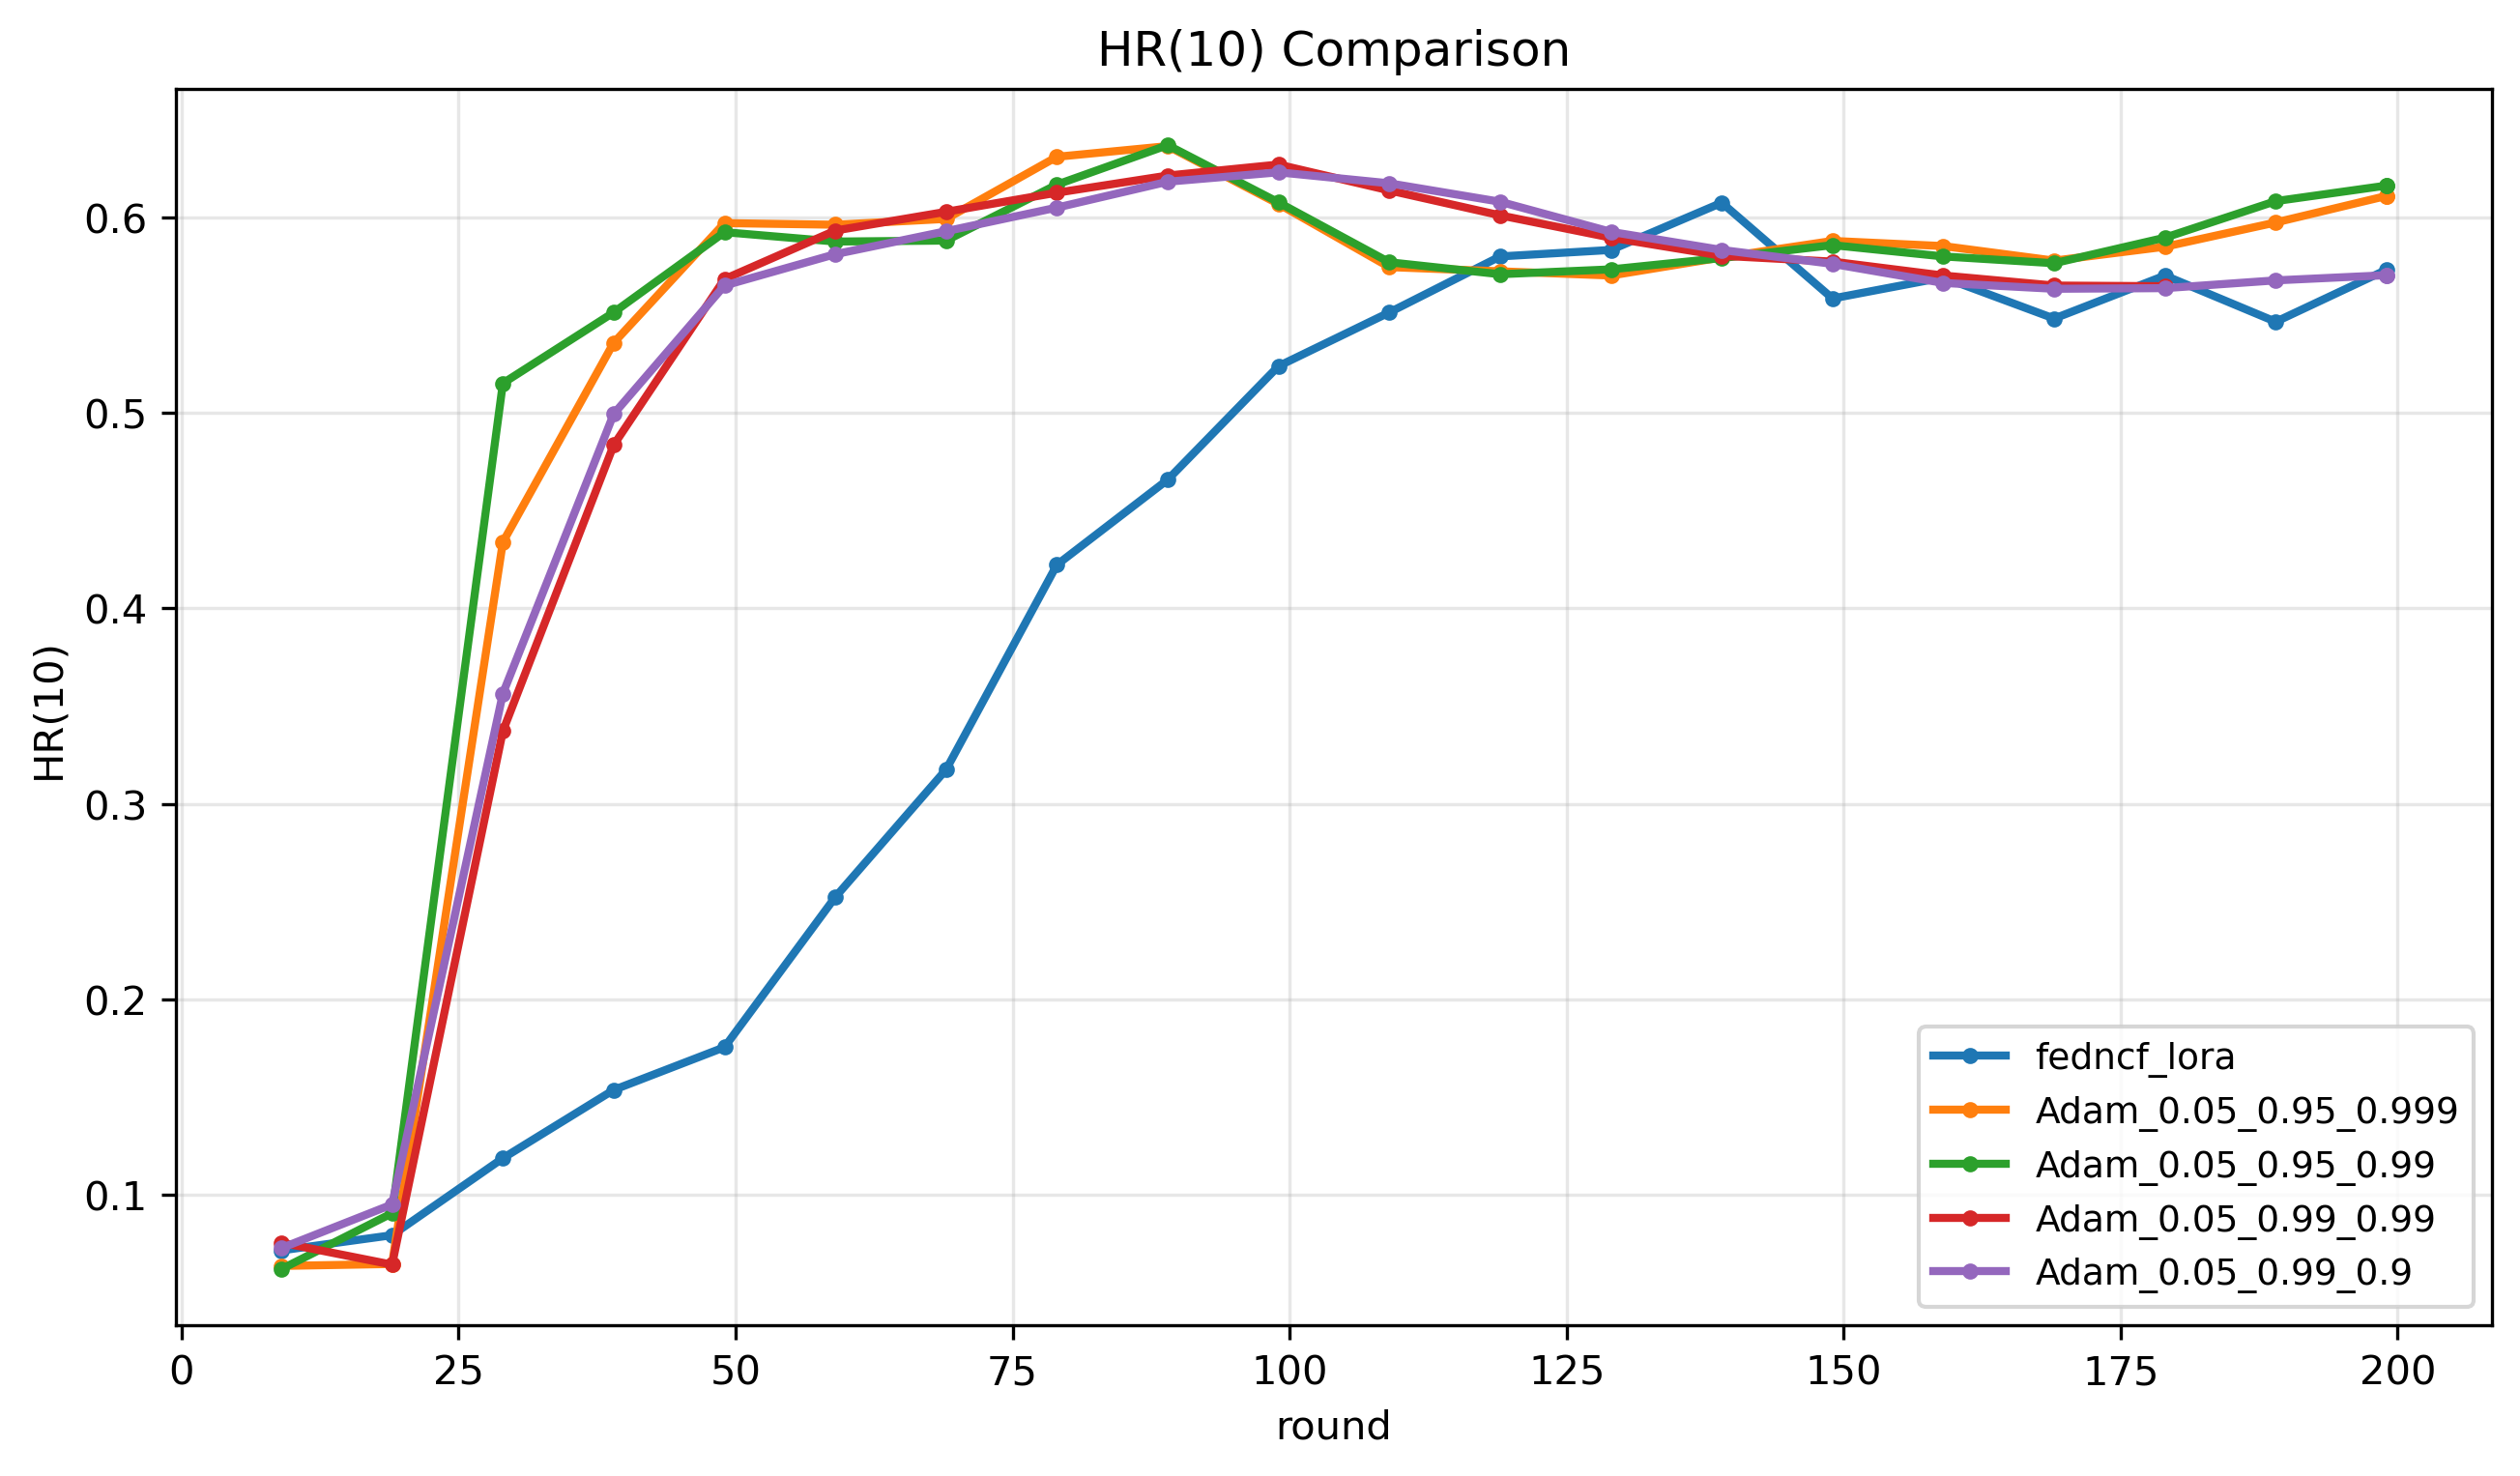 HR(10) Comparison
HR(10)
0.6
0.5
0.4
0.3
0.2
0.1
0 25 50 75 100 125 150 175 200
round
fedncf_lora
Adam_0.05_0.95_0.999
Adam_0.05_0.95_0.99
Adam_0.05_0.99_0.99
Adam_0.05_0.99_0.9